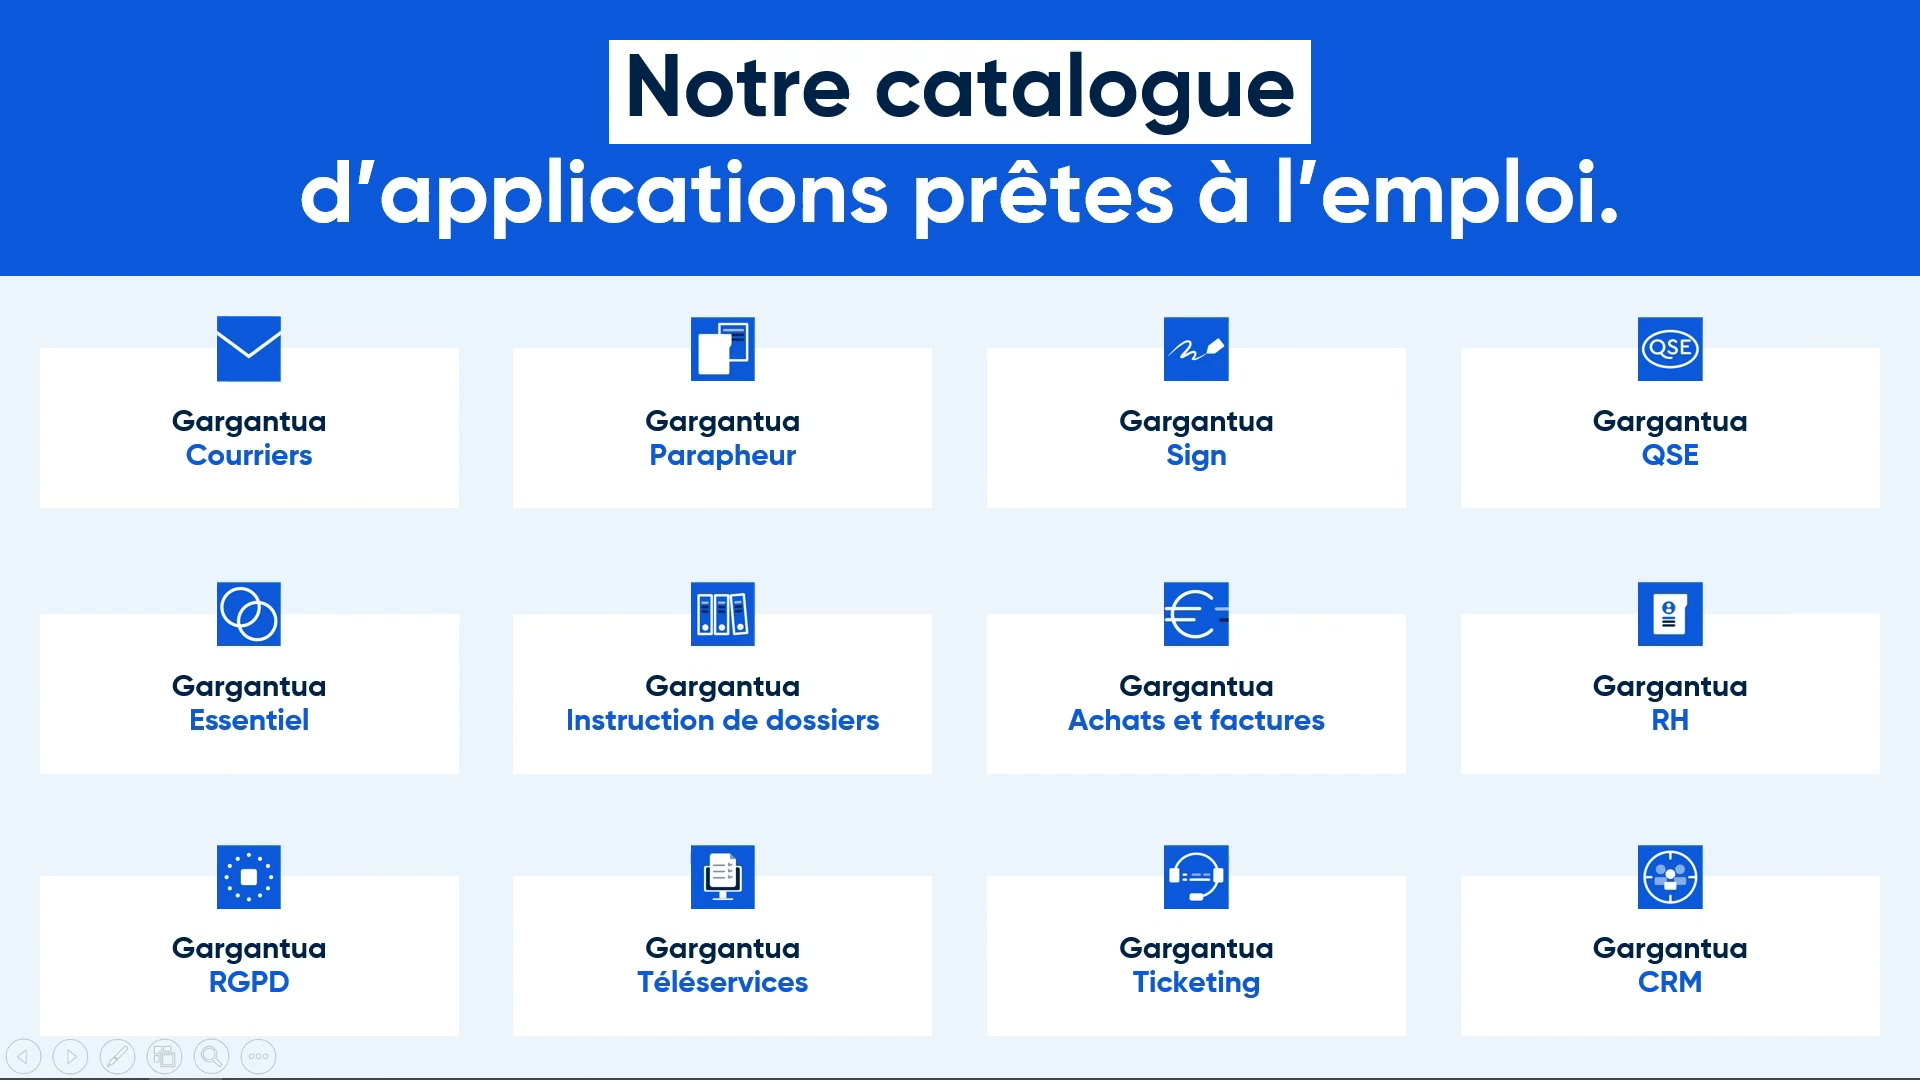 Notre catalogue
d’applications prêtes à l’emploi.
QSE
Gargantua
Courriers
Gargantua
Parapheur
Gargantua
Sign
Gargantua
QSE
Gargantua
Essentiel
Gargantua
Instruction de dossiers
Gargantua
Achats et factures
Gargantua
RH
Gargantua
RGPD
Gargantua
Téléservices
Gargantua
Ticketing
Gargantua
CRM